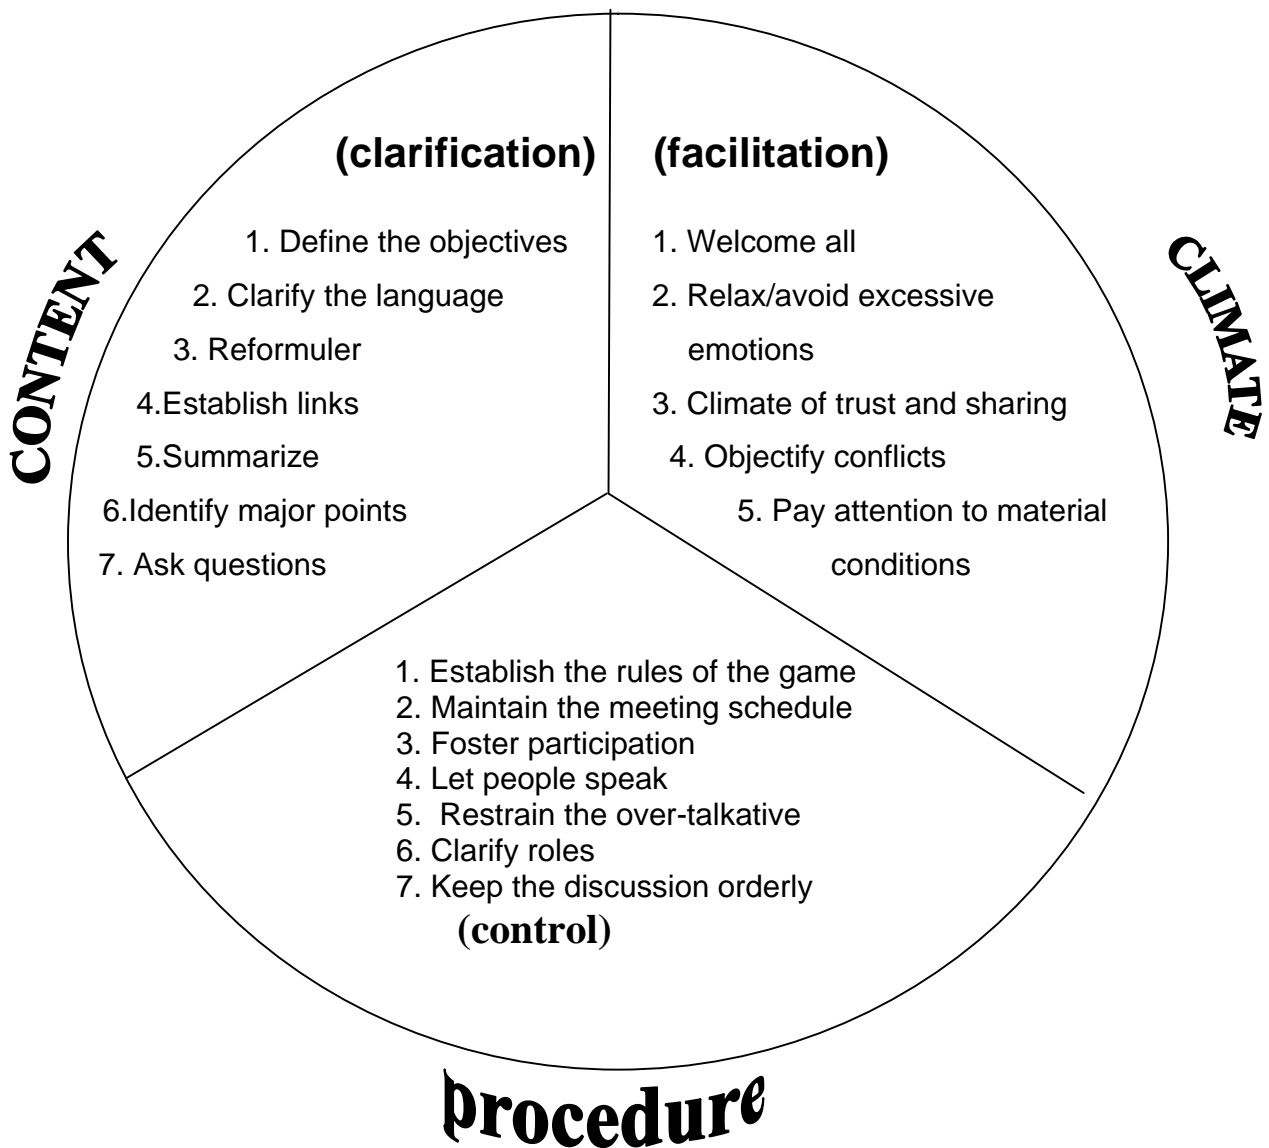 CONTENT
(clarification)
1. Define the objectives
2. Clarify the language
3. Reformuler
4.Establish links
5.Summarize
6.Identify major points
7. Ask questions
CLIMATE
(facilitation)
1. Welcome all
2. Relax/avoid excessive
emotions
3. Climate of trust and sharing
4. Objectify conflicts
5. Pay attention to material
conditions
1. Establish the rules of the game
2. Maintain the meeting schedule
3. Foster participation
4. Let people speak
5. Restrain the over-talkative
6. Clarify roles
7. Keep the discussion orderly
(control)
procedure